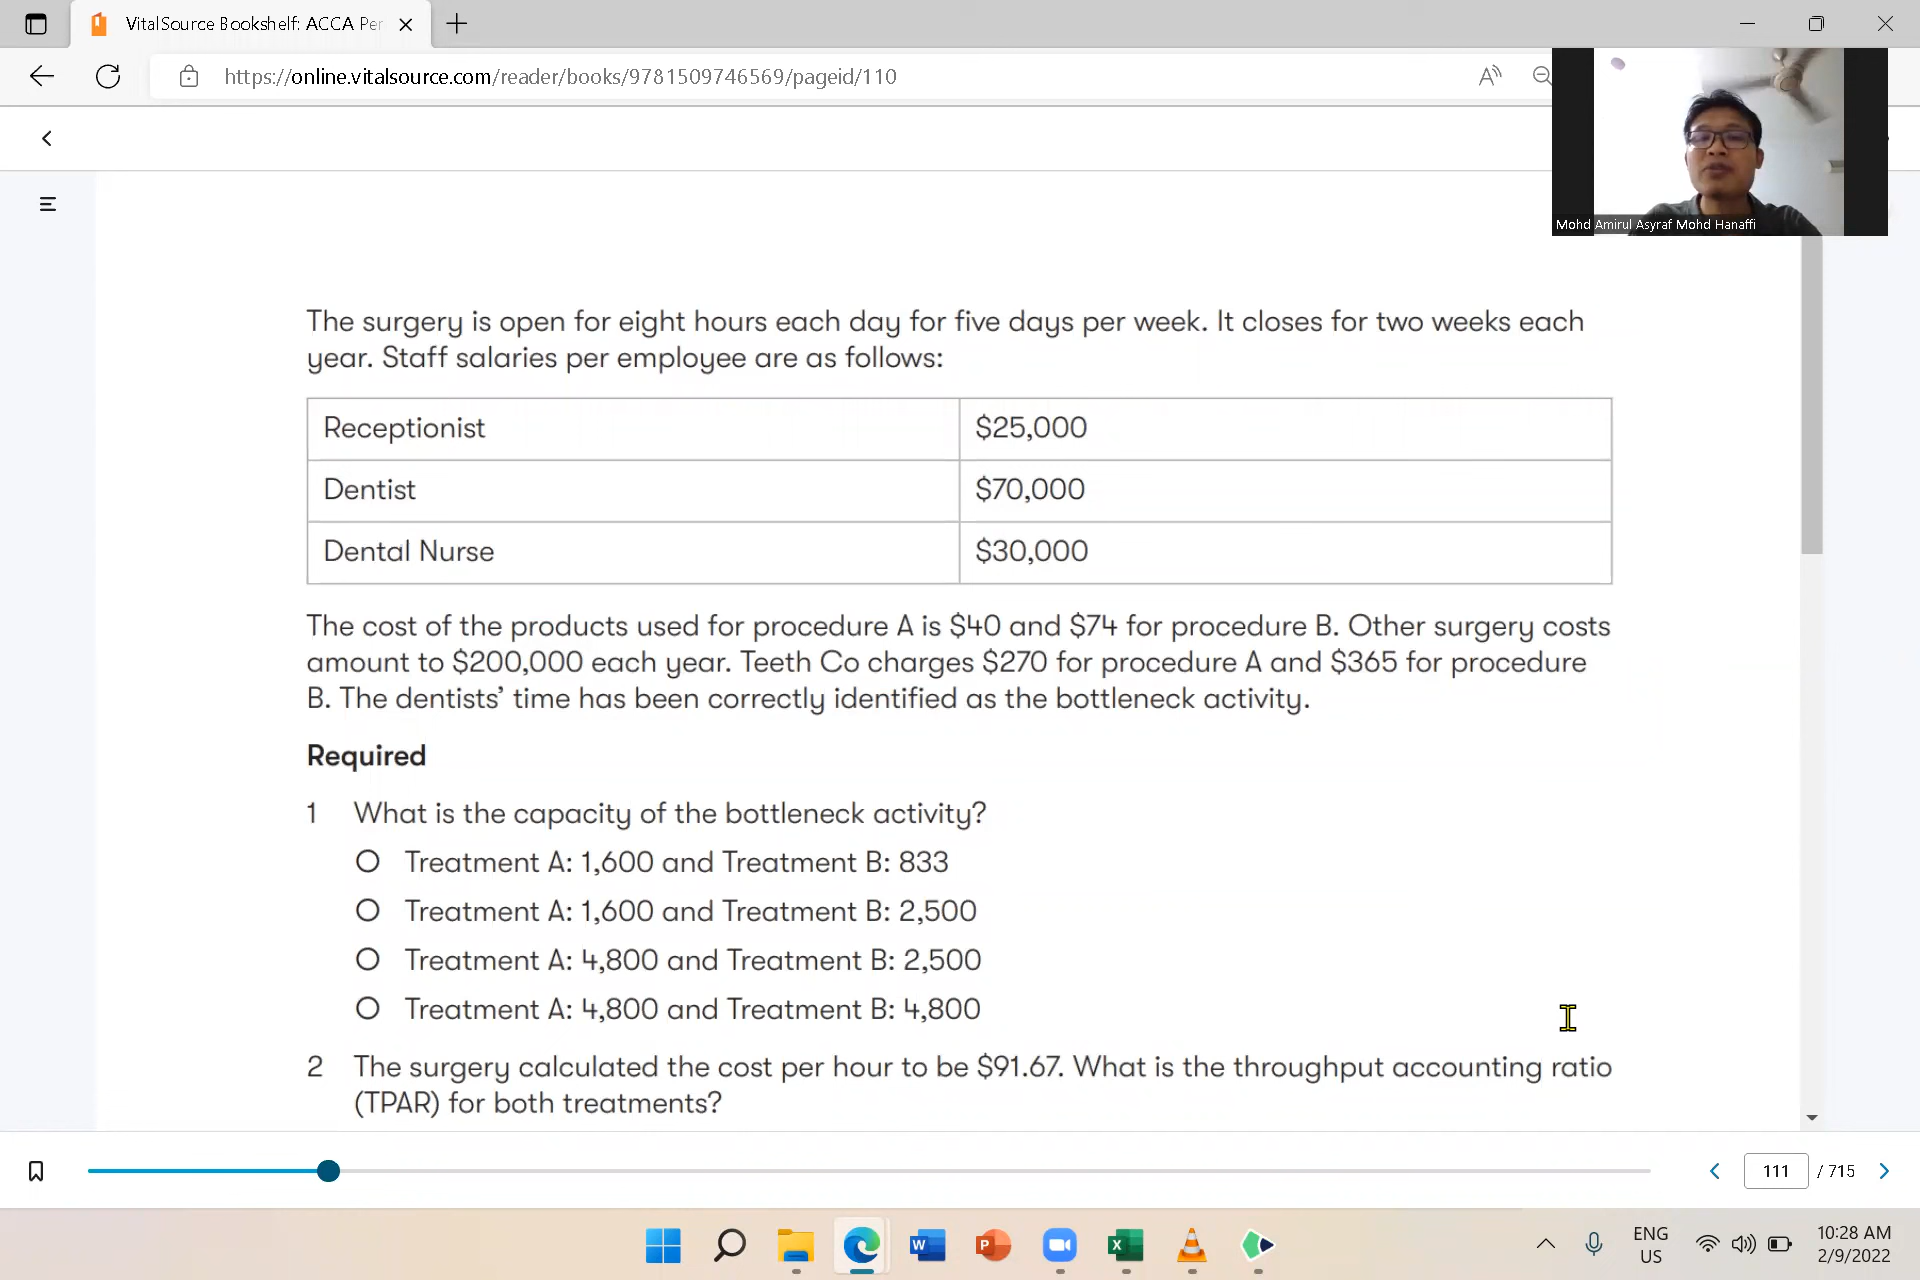 VitalSource Bookshelf: ACCA Per
https://online.vitalsource.com/reader/books/9781509746569/pageid/110
Mohd Amirul Asyraf Mohd Hanaffi
The surgery is open for eight hours each day for five days per week. It closes for two weeks each
year. Staff salaries per employee are as follows:
Receptionist $25,000
Dentist $70,000
Dental Nurse $30,000
The cost of the products used for procedure A is $40 and $74 for procedure B. Other surgery costs
amount to $200,000 each year. Teeth Co charges $270 for procedure A and $365 for procedure
B. The dentists’ time has been correctly identified as the bottleneck activity.
Required
1 What is the capacity of the bottleneck activity?
Treatment A: 1,600 and Treatment B: 833
Treatment A: 1,600 and Treatment B: 2,500
Treatment A: 4,800 and Treatment B: 2,500
Treatment A: 4,800 and Treatment B: 4,800
2 The surgery calculated the cost per hour to be $91.67. What is the throughput accounting ratio
(TPAR) for both treatments?
111 / 715
ENG
US
10:28 AM
2/9/2022